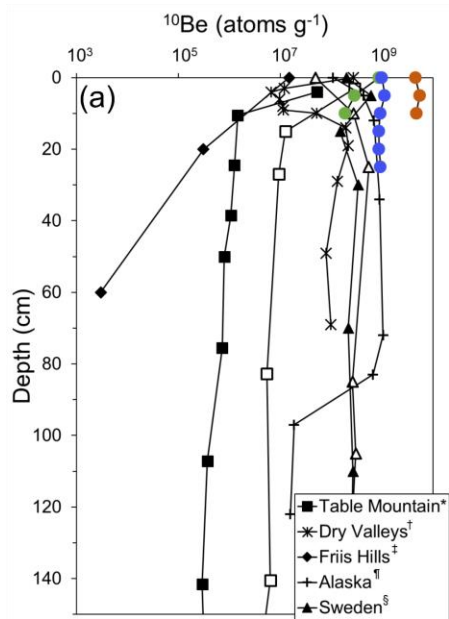 ¹⁰Be (atoms g⁻¹)
10³ 10⁵ 10⁷ 10⁹
(a)
Depth (cm)
0
20
40
60
80
100
120
140
Table Mountain*
Dry Valleys†
Friis Hills‡
Alaska¶
Sweden§